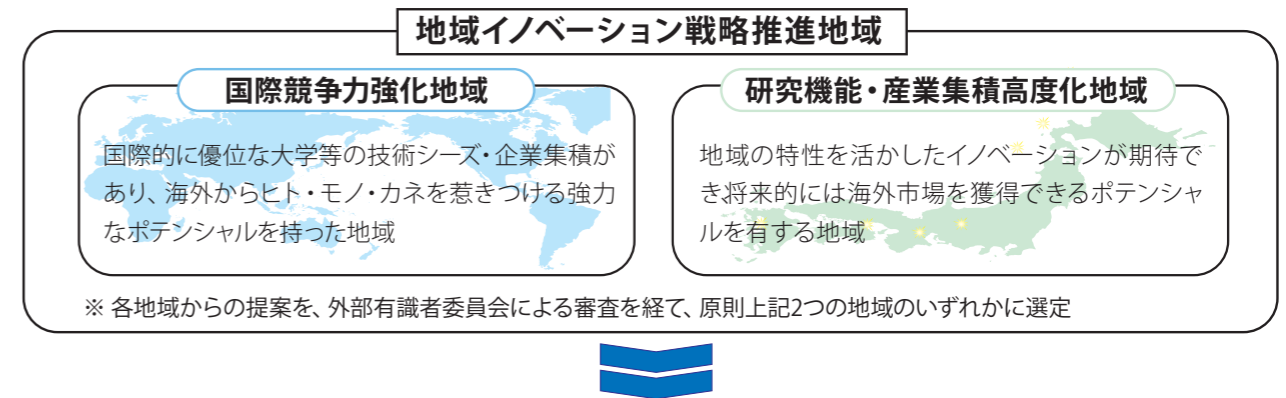 地域イノベーション戦略推進地域
国際競争力強化地域
国際的に優位な大学等の技術シーズ・企業集積が
あり、海外からヒト・モノ・カネを惹きつける強力
なポテンシャルを持った地域
研究機能・産業集積高度化地域
地域の特性を活かしたイノベーションが期待で
き、将来的には海外市場を獲得できるポテンシャ
ルを有する地域
※ 各地域からの提案を、外部有識者委員会による審査を経て、原則上記2つの地域のいずれかに選定